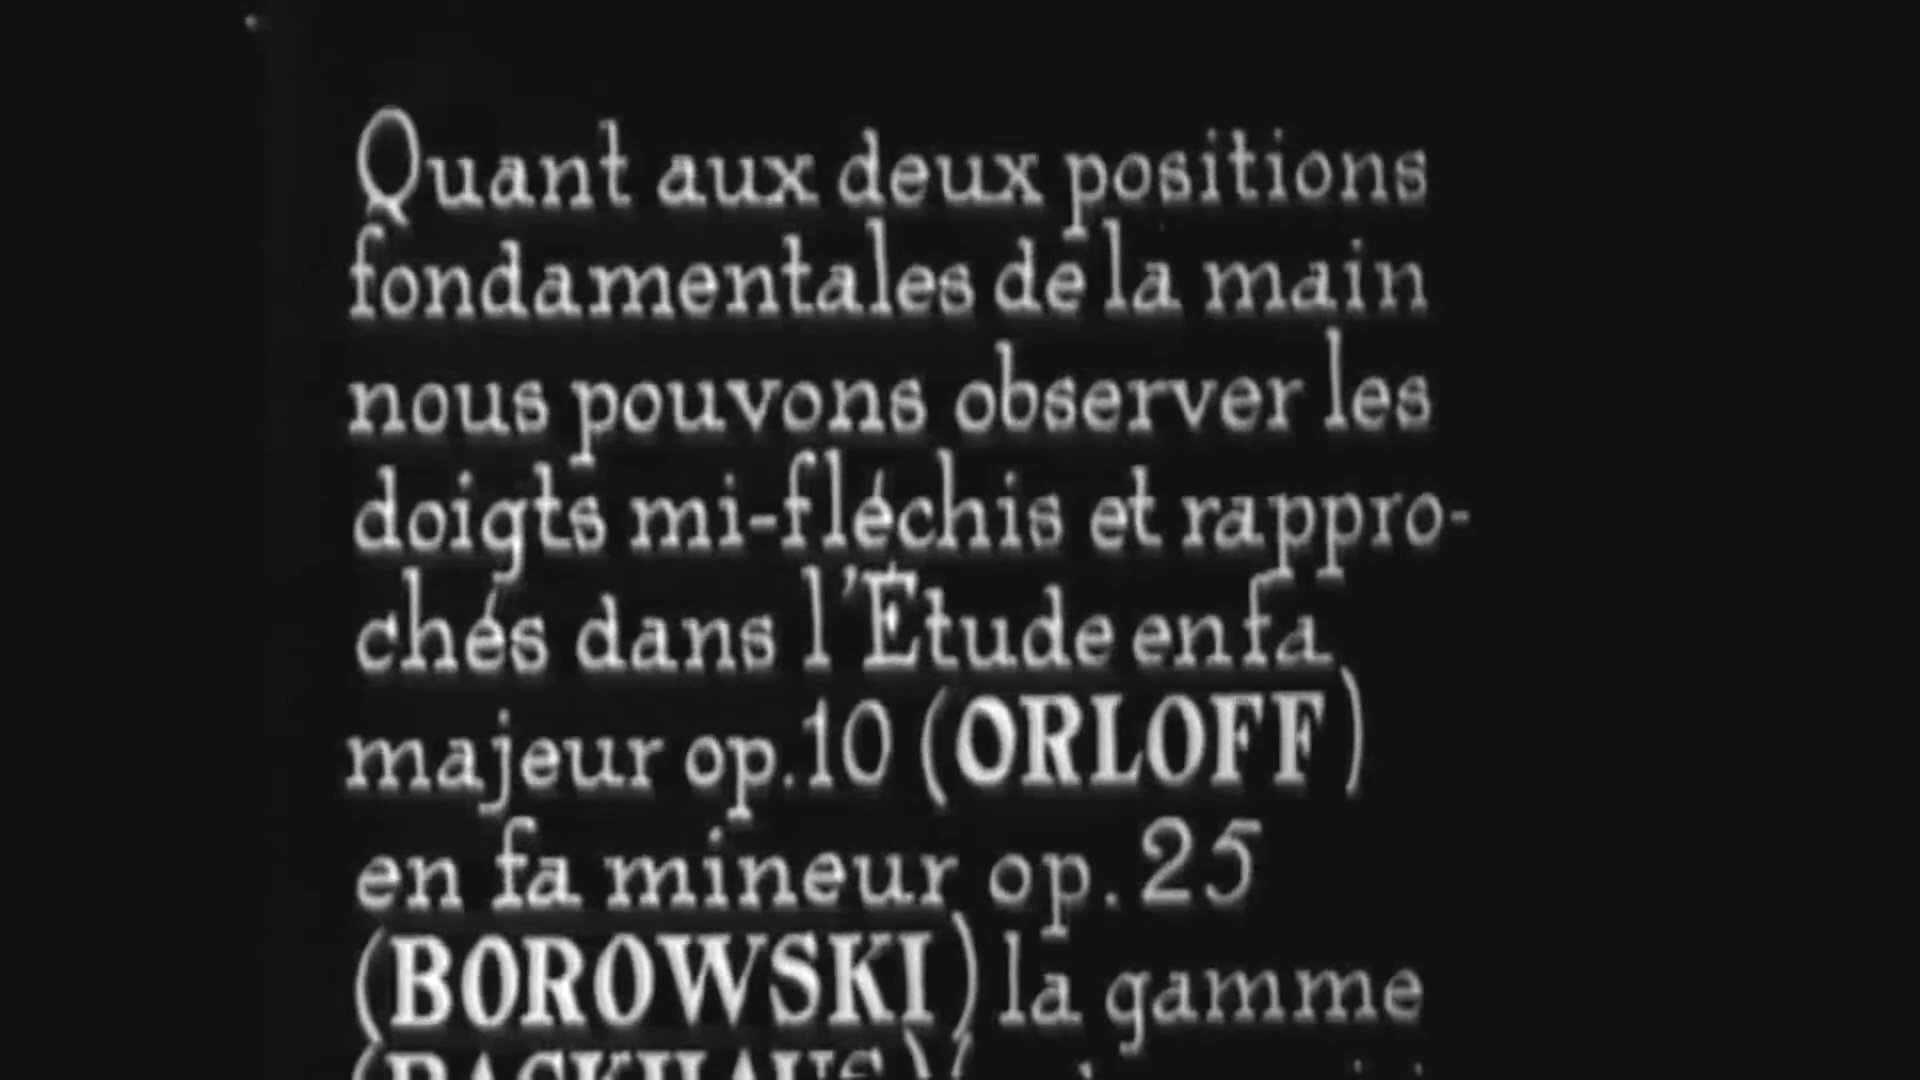 Quant aux deux positions
fondamentales de la main
nous pouvons observer les
doigts mi-fléchis et rappro-
chés dans l'Étude en fa
majeur op. 10 (ORLOFF)
en fa mineur op. 25
(BOROWSKI) la gamme
(BACKHAUS)